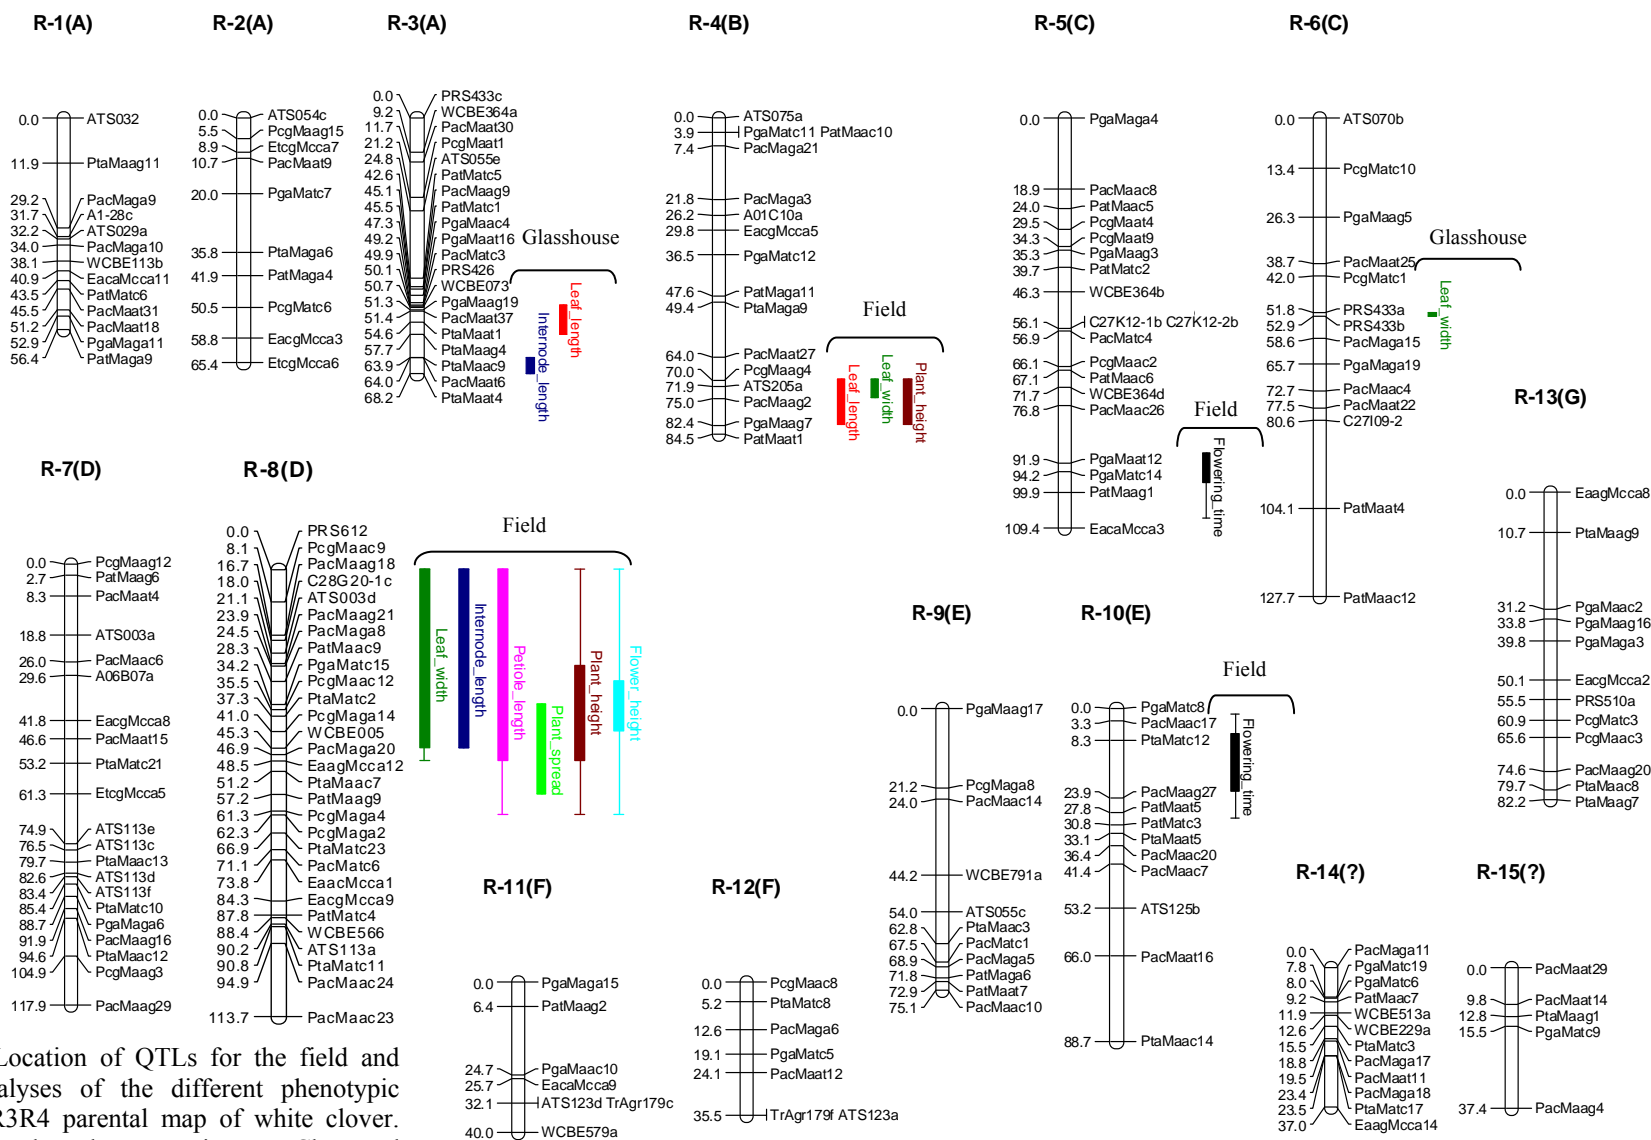 R-1(A)
0.0 ATS032
11.9 PtaMaag11
29.2 PacMaga9
31.7 A1-28c
32.2 ATS029a
34.0 PacMaga10
38.1 WCBE113b
40.9 EacaMcca11
43.5 PatMatc6
45.5 PacMaat31
51.2 PacMaat18
52.9 PgaMaga11
56.4 PatMaga9
R-2(A)
0.0 ATS054c
5.5 PcgMaag15
8.9 EtcgMcca7
10.7 PacMaat9
20.0 PgaMatc7
35.8 PtaMaga6
41.9 PatMaga4
50.5 PcgMatc6
58.8 EacgMcca3
65.4 EtcgMcca6
R-3(A)
0.0 PRS433c
9.2 WCBE364a
11.7 PacMaat30
21.2 PcgMaat1
24.8 ATS055e
42.6 PatMatc5
45.1 PacMaag9
45.5 PatMatc1
47.3 PgaMaac4
49.2 PgaMaat16
49.9 PacMatc3
50.1 PRS426
50.7 WCBE073
51.3 PgaMaag19
51.4 PacMaat37
54.6 PtaMaat1
57.7 PtaMaag4
63.9 PtaMaac9
64.0 PacMaat6
68.2 PtaMaat4
Glasshouse
Leaf_length
Internode_length
R-4(B)
0.0 ATS075a
3.9 PgaMatc11 PatMaac10
7.4 PacMaga21
21.8 PacMaga3
26.2 A01C10a
29.8 EacgMcca5
36.5 PgaMatc12
47.6 PatMaga11
49.4 PtaMaga9
64.0 PacMaat27
70.0 PcgMaag4
71.9 ATS205a
75.0 PacMaag2
82.4 PgaMaag7
84.5 PatMaat1
Field
Leaf_length
Leaf_width
Plant_height
R-5(C)
0.0 PgaMaga4
18.9 PacMaac8
24.0 PatMaac5
29.5 PcgMaat4
34.3 PcgMaat9
35.3 PgaMaag3
39.7 PatMatc2
46.3 WCBE364b
56.1 C27K12-1b C27K12-2b
56.9 PacMatc4
66.1 PcgMaac2
67.1 PatMaac6
71.7 WCBE364d
76.8 PacMaac26
91.9 PgaMaat12
94.2 PgaMatc14
99.9 PatMaag1
109.4 EacaMcca3
Field
Flowering_time
R-6(C)
0.0 ATS070b
13.4 PcgMatc10
26.3 PgaMaag5
38.7 PacMaat25
42.0 PcgMatc1
51.8 PRS433a
52.9 PRS433b
58.6 PacMaga15
65.7 PgaMaga19
72.7 PacMaac4
77.5 PacMaat22
80.6 C27I09-2
104.1 PatMaat4
127.7 PatMaac12
Glasshouse
Leaf_width
R-7(D)
0.0 PcgMaag12
2.7 PatMaag6
8.3 PacMaat4
18.8 ATS003a
26.0 PacMaac6
29.6 A06B07a
41.8 EacgMcca8
46.6 PacMaat15
53.2 PtaMatc21
61.3 EtcgMcca5
74.9 ATS113e
76.5 ATS113c
79.7 PtaMaac13
82.6 ATS113d
83.4 ATS113f
85.4 PtaMatc10
88.7 PgaMaga6
91.9 PacMaag16
94.6 PtaMaac12
104.9 PcgMaag3
117.9 PacMaag29
R-8(D)
0.0 PRS612
8.1 PcgMaac9
16.7 PacMaag18
18.0 C28G20-1c
21.1 ATS003d
23.9 PacMaag21
24.5 PacMaga8
28.3 PatMaac9
34.2 PgaMatc15
35.5 PcgMaac12
37.3 PtaMatc2
41.0 PcgMaga14
45.3 WCBE005
46.9 PacMaga20
48.5 EaagMcca12
51.2 PtaMaac7
57.2 PatMaag9
61.3 PcgMaga4
62.3 PcgMaga2
66.9 PtaMatc23
71.1 PacMatc6
73.8 EaacMcca1
84.3 EacgMcca9
87.8 PatMatc4
88.4 WCBE566
90.2 ATS113a
90.8 PtaMatc11
94.9 PacMaac24
113.7 PacMaac23
Field
Leaf_width
Internode_length
Petiole_length
Plant_spread
Plant_height
Flower_height
R-9(E)
0.0 PgaMaag17
21.2 PcgMaga8
24.0 PacMaac14
44.2 WCBE791a
54.0 ATS055c
62.8 PtaMaac3
67.5 PacMatc1
68.9 PacMaga5
71.8 PatMaga6
72.9 PatMaat7
75.1 PacMaac10
R-10(E)
0.0 PgaMatc8
3.3 PacMaac17
8.3 PtaMatc12
23.9 PacMaag27
27.8 PatMaat5
30.8 PatMatc3
33.1 PtaMaat5
36.4 PacMaac20
41.4 PacMaac7
53.2 ATS125b
66.0 PacMaat16
88.7 PtaMaac14
Field
Flowering_time
R-13(G)
0.0 EaagMcca8
10.7 PtaMaag9
31.2 PgaMaac2
33.8 PgaMaag16
39.8 PgaMaga3
50.1 EacgMcca2
55.5 PRS510a
60.9 PcgMatc3
65.6 PcgMaac3
74.6 PacMaag20
79.7 PtaMaac8
82.2 PtaMaag7
R-11(F)
0.0 PgaMaga15
6.4 PatMaag2
24.7 PgaMaac10
25.7 EacaMcca9
32.1 ATS123d TrAgr179c
40.0 WCBE579a
R-12(F)
0.0 PcgMaac8
5.2 PtaMatc8
12.6 PacMaga6
19.1 PgaMatc5
24.1 PacMaat12
35.5 TrAgr179f ATS123a
R-14(?)
0.0 PacMaga11
7.8 PgaMatc19
8.0 PgaMatc6
9.2 PatMaac7
11.9 WCBE513a
12.6 WCBE229a
15.5 PtaMatc3
18.8 PacMaga17
19.5 PacMaat11
23.4 PacMaga18
23.5 PtaMatc17
37.0 EaagMcca14
R-15(?)
0.0 PacMaat29
9.8 PacMaat14
12.8 PtaMaag1
15.5 PgaMatc9
37.4 PacMaag4
Location of QTLs for the field and
alyses of the different phenotypic
R3R4 parental map of white clover.